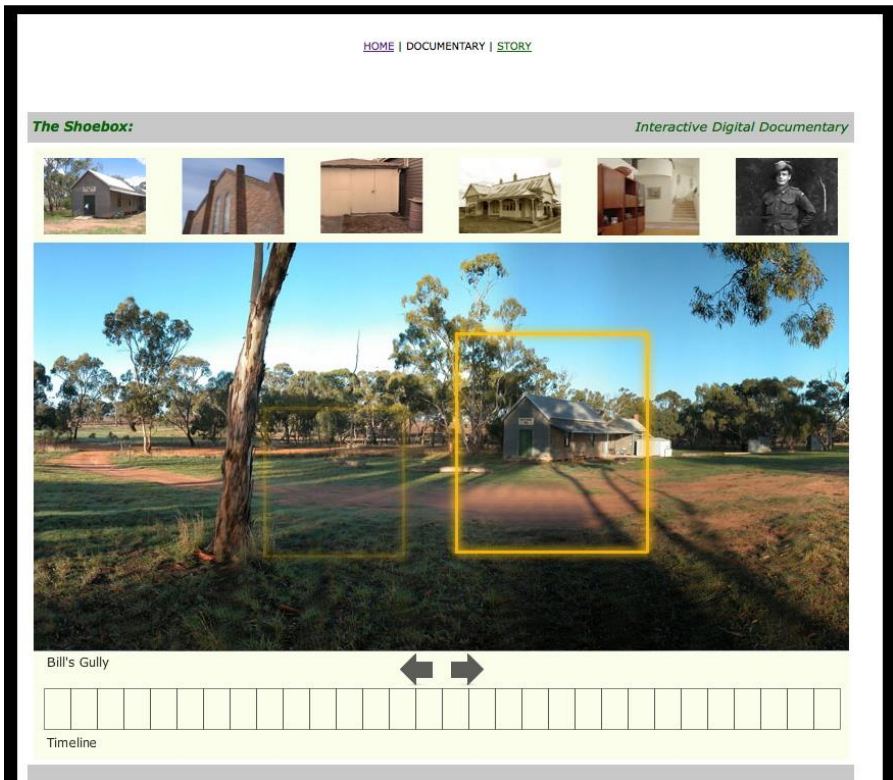 HOME | DOCUMENTARY | STORY
The Shoebox: Interactive Digital Documentary
Bill's Gully
Timeline